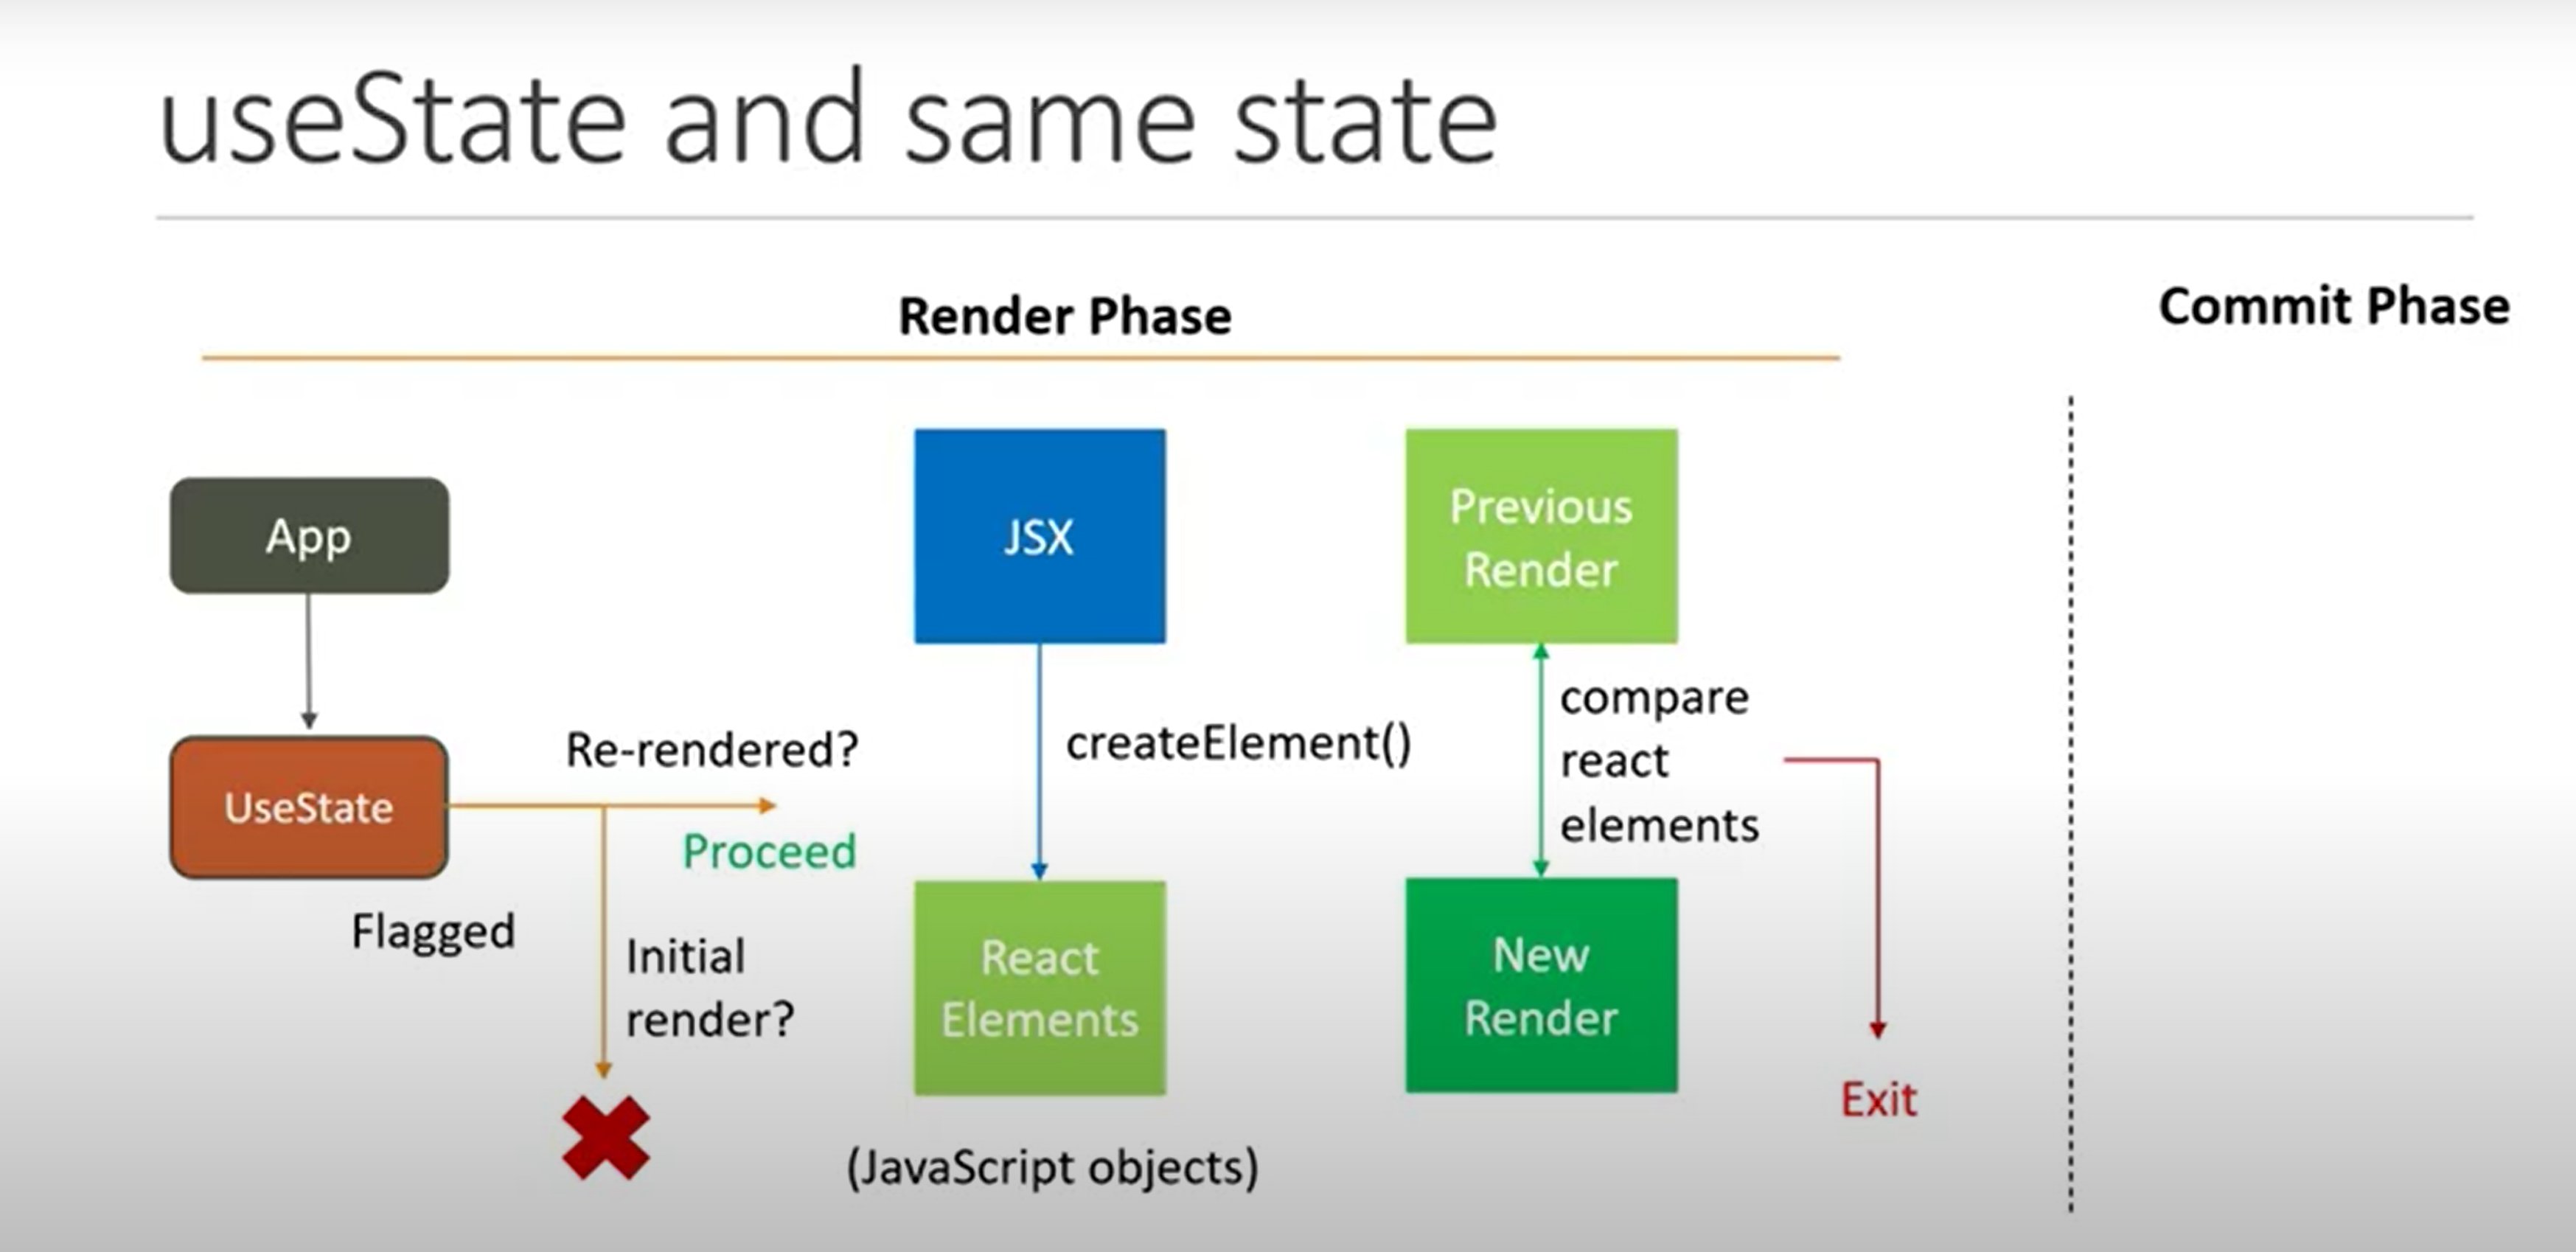 useState and same state
Render Phase
Commit Phase
App
UseState
Flagged
Re-rendered?
Proceed
Initial
render?
JSX
createElement()
React
Elements
(JavaScript objects)
Previous
Render
compare
react
elements
New
Render
Exit